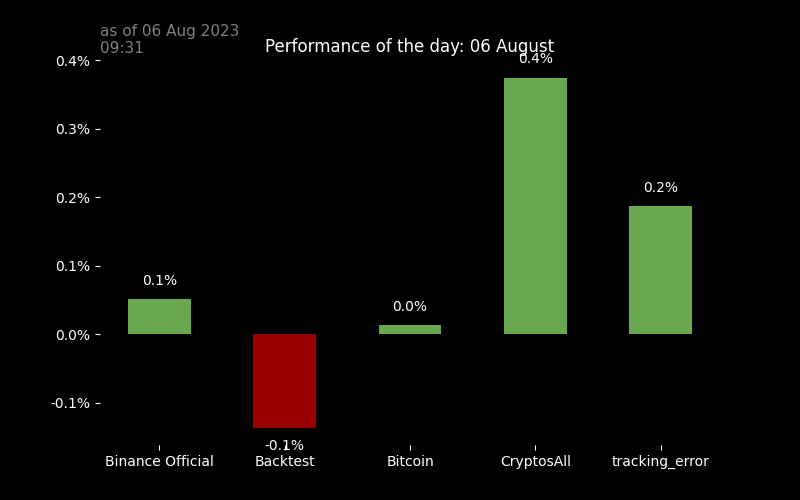 as of 06 Aug 2023
09:31
Performance of the day: 06 August
0.4%
0.3%
0.2%
0.1%
0.0%
-0.1%
0.1%
-0.1%
0.0%
0.4%
0.2%
Binance Official
Backtest
Bitcoin
CryptosAll
tracking_error